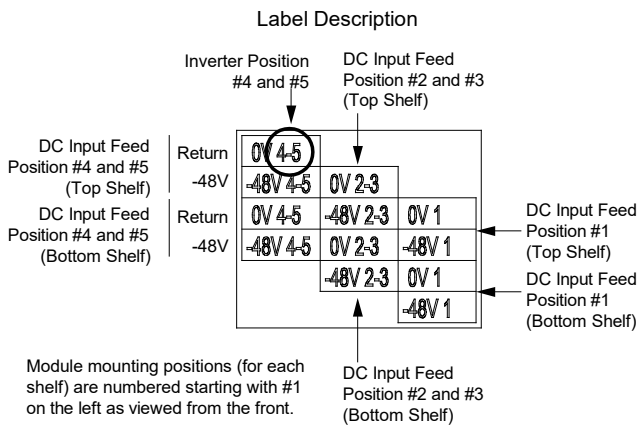 Label Description
Inverter Position
#4 and #5
DC Input Feed
Position #2 and #3
(Top Shelf)
DC Input Feed
Position #4 and #5
(Top Shelf)
DC Input Feed
Position #4 and #5
(Bottom Shelf)
Return
-48V
Return
-48V
0V 4-5
-48V 4-5 0V 2-3
0V 4-5 -48V 2-3 0V 1
-48V 4-5 0V 2-3 -48V 1
-48V 2-3 0V 1
-48V 1
DC Input Feed
Position #1
(Top Shelf)
DC Input Feed
Position #1
(Bottom Shelf)
Module mounting positions (for each
shelf) are numbered starting with #1
on the left as viewed from the front.
DC Input Feed
Position #2 and #3
(Bottom Shelf)